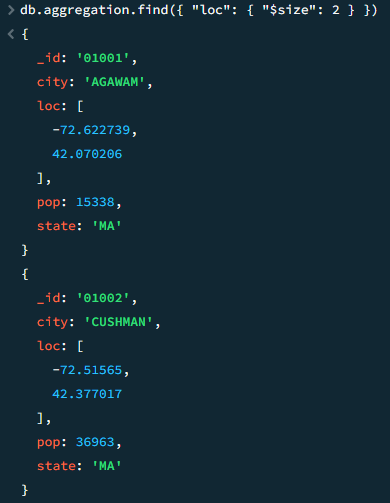 > db.aggregation.find({ "loc": { "$size": 2 } })
< {
_id: '01001',
city: 'AGAWAM',
loc: [
-72.622739,
42.070206
],
pop: 15338,
state: 'MA'
}
{
_id: '01002',
city: 'CUSHMAN',
loc: [
-72.51565,
42.377017
],
pop: 36963,
state: 'MA'
}